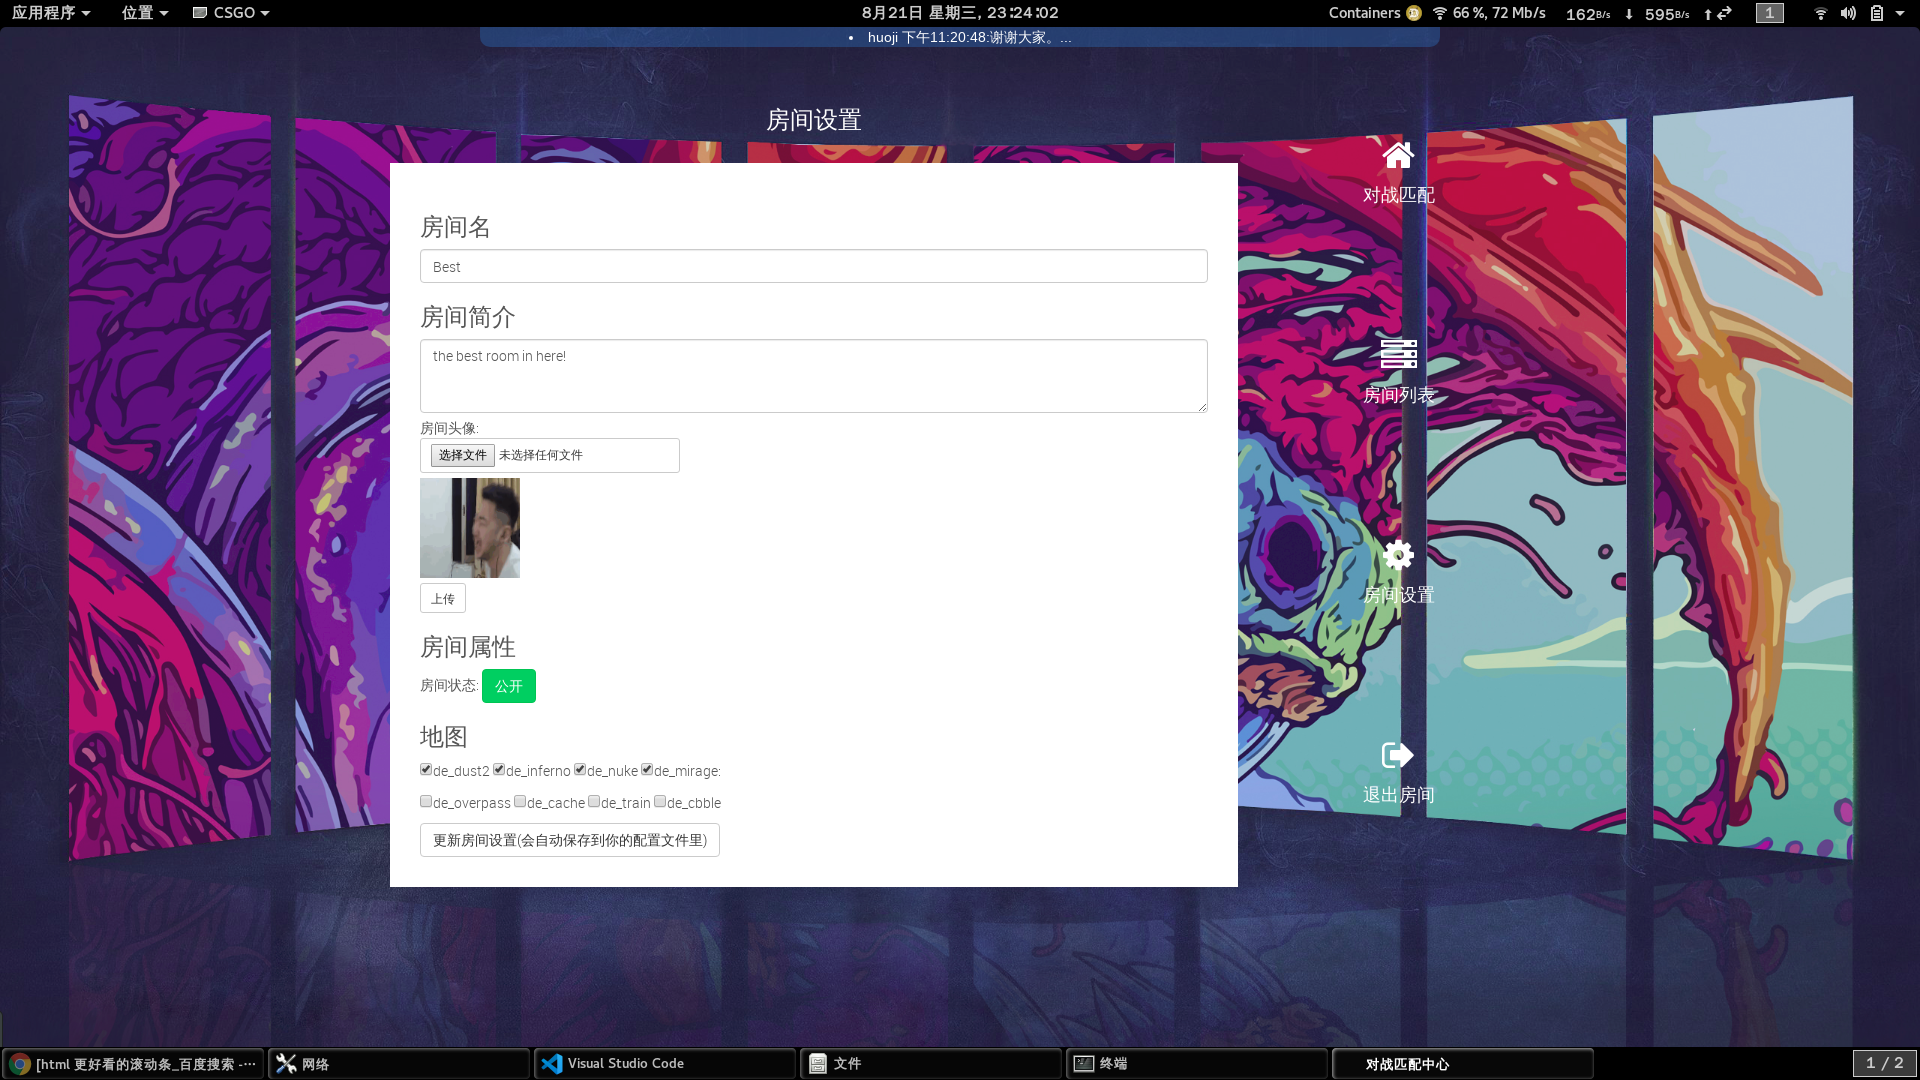 应用程序 位置 CSGO 8月21日 星期三, 23:24:02 Containers 66 %, 72 Mb/s 162B/s ⬇ 595B/s ⬆ 1
• huoji 下午11:20:48:谢谢大家。...
房间设置
房间名
Best
房间简介
the best room in here!
房间头像:
选择文件 未选择任何文件
上传
房间属性
房间状态: 公开
地图
de_dust2 de_inferno de_nuke de_mirage:
de_overpass de_cache de_train de_cbble
更新房间设置(会自动保存到你的配置文件里)
对战匹配
房间列表
房间设置
退出房间
[html 更好看的滚动条_百度搜索 -… 网络 Visual Studio Code 文件 终端 对战匹配中心 1 / 2